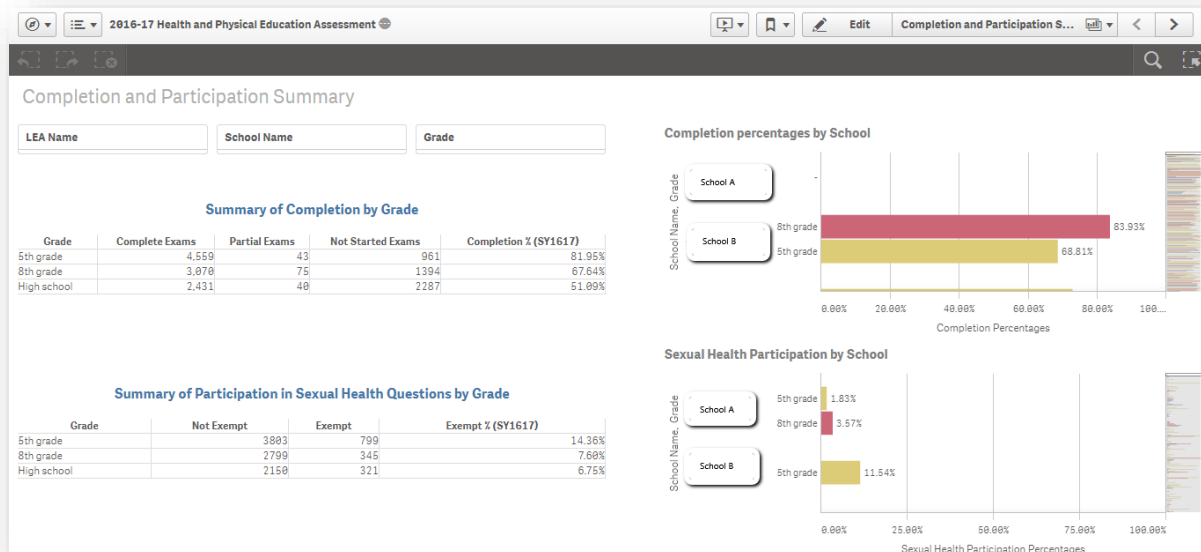 2016-17 Health and Physical Education Assessment
Edit
Completion and Participation S...
Completion and Participation Summary
LEA Name School Name Grade
Summary of Completion by Grade
Grade Complete Exams Partial Exams Not Started Exams Completion % (SY1617)
5th grade 4,559 43 961 81.95%
8th grade 3,070 75 1394 67.64%
High school 2,431 40 2287 51.09%
Summary of Participation in Sexual Health Questions by Grade
Grade Not Exempt Exempt Exempt % (SY1617)
5th grade 3803 799 14.36%
8th grade 2799 345 7.60%
High school 2150 321 6.75%
Completion percentages by School
School Name, Grade
School A -
School B
8th grade 83.93%
5th grade 68.81%
0.00% 20.00% 40.00% 60.00% 80.00% 100....
Completion Percentages
Sexual Health Participation by School
School Name, Grade
School A
5th grade 1.83%
8th grade 3.57%
School B
5th grade 11.54%
0.00% 25.00% 50.00% 75.00% 100.00%
Sexual Health Participation Percentages